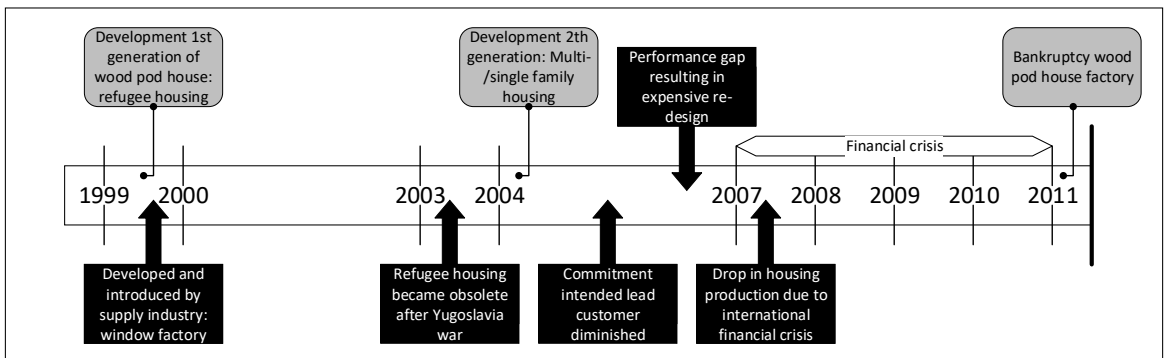 Development 1st
generation of
wood pod house:
refugee housing
Development 2th
generation: Multi-
/single family
housing
Performance gap
resulting in
expensive re-
design
Bankruptcy wood
pod house factory
Financial crisis
1999
2000
2003
2004
2007
2008
2009
2010
2011
Developed and
introduced by
supply industry:
window factory
Refugee housing
became obsolete
after Yugoslavia
war
Commitment
intended lead
customer
diminished
Drop in housing
production due to
international
financial crisis